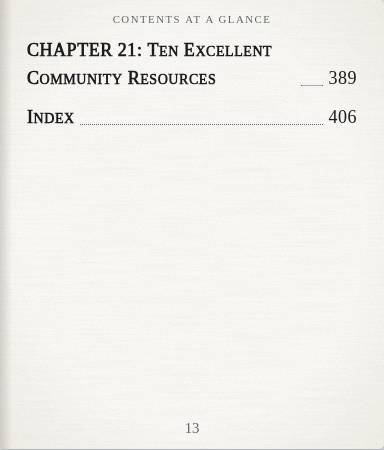 CONTENTS AT A GLANCE
CHAPTER 21: TEN EXCELLENT
COMMUNITY RESOURCES 389
INDEX 406
13